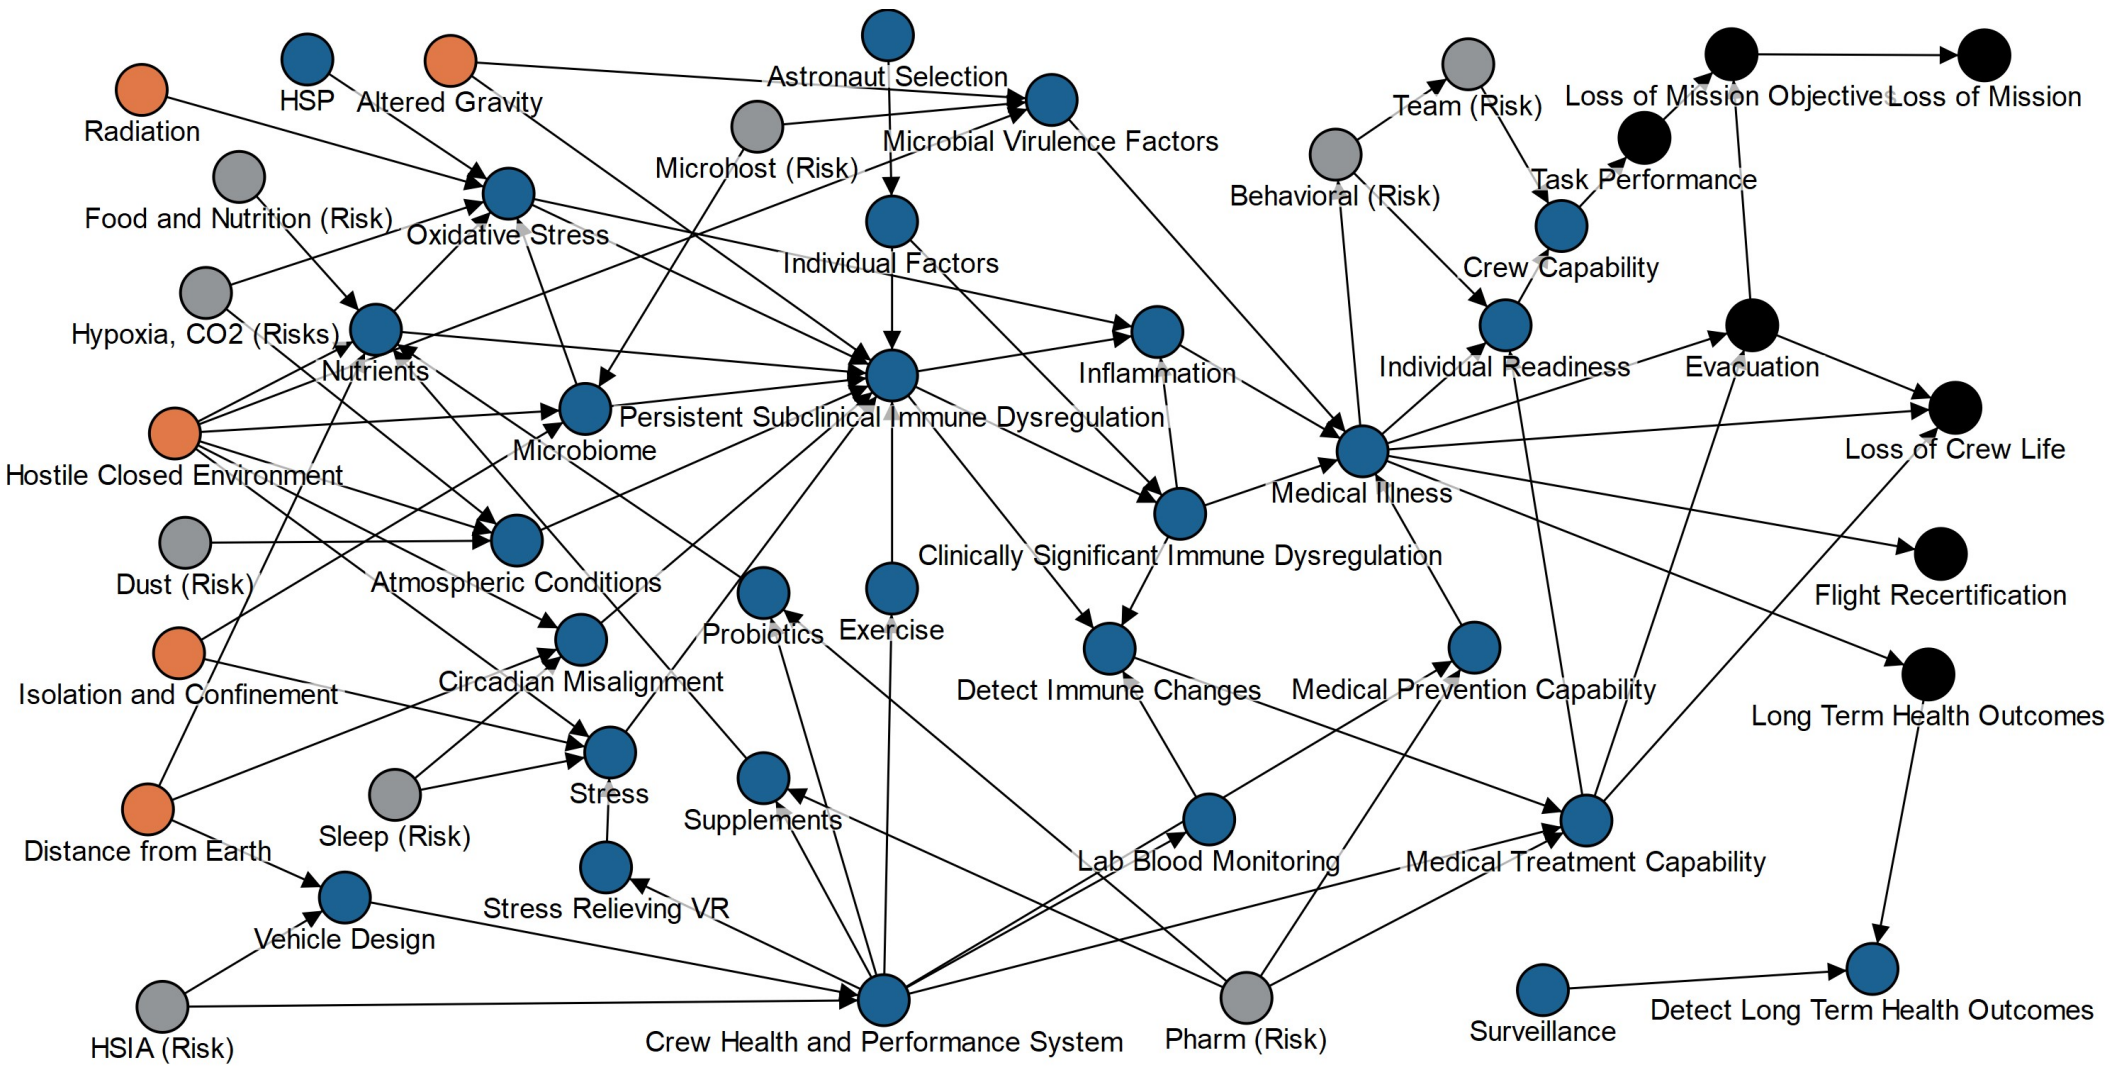 Astronaut Selection
HSP
Altered Gravity
Radiation
Team (Risk)
Loss of Mission Objectives
Loss of Mission
Microbial Virulence Factors
Microhost (Risk)
Task Performance
Behavioral (Risk)
Food and Nutrition (Risk)
Oxidative Stress
Individual Factors
Crew Capability
Hypoxia, CO2 (Risks)
Nutrients
Inflammation
Individual Readiness
Evacuation
Persistent Subclinical Immune Dysregulation
Microbiome
Loss of Crew Life
Hostile Closed Environment
Medical Illness
Clinically Significant Immune Dysregulation
Dust (Risk)
Atmospheric Conditions
Flight Recertification
Probiotics
Exercise
Circadian Misalignment
Isolation and Confinement
Detect Immune Changes
Medical Prevention Capability
Long Term Health Outcomes
Stress
Supplements
Sleep (Risk)
Distance from Earth
Lab Blood Monitoring
Medical Treatment Capability
Stress Relieving VR
Vehicle Design
Detect Long Term Health Outcomes
Surveillance
Crew Health and Performance System
Pharm (Risk)
HSIA (Risk)